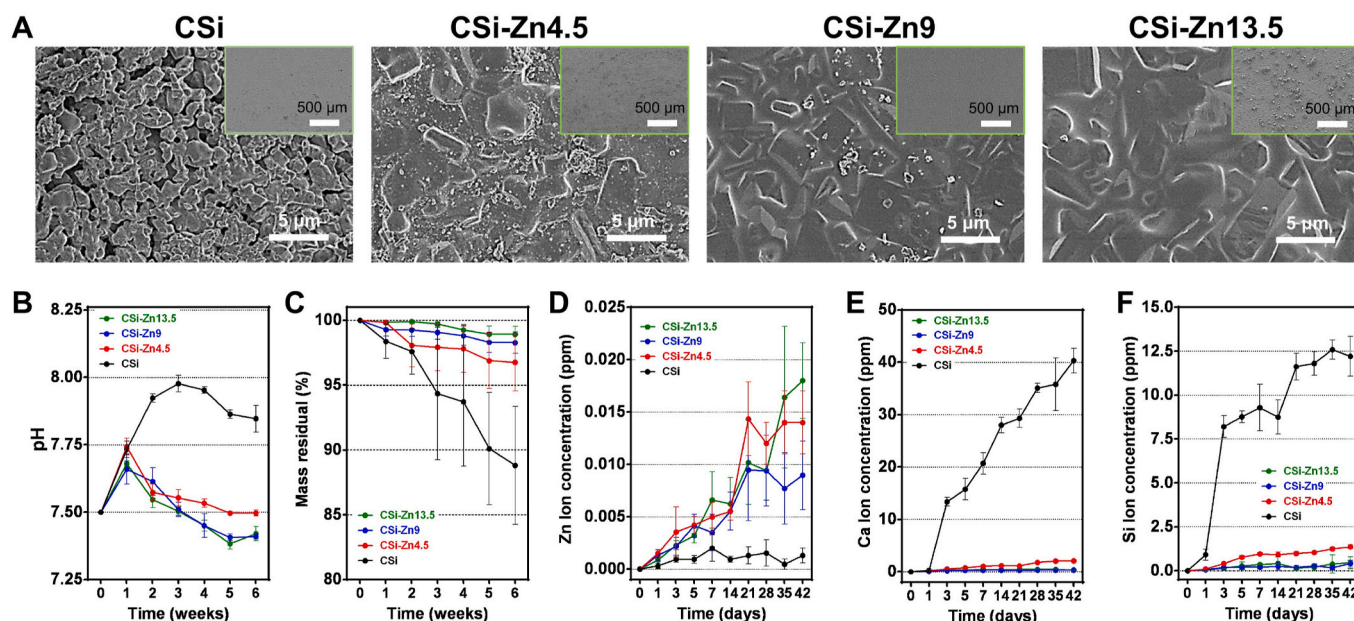 A
CSi
CSi-Zn4.5
CSi-Zn9
CSi-Zn13.5
500 µm
500 µm
500 µm
500 µm
5 µm
5 µm
5 µm
5 µm
B
8.25
8.00
7.75
7.50
7.25
pH
CSi-Zn13.5
CSi-Zn9
CSi-Zn4.5
CSi
0 1 2 3 4 5 6
Time (weeks)
C
100
95
90
85
80
Mass residual (%)
CSi-Zn13.5
CSi-Zn9
CSi-Zn4.5
CSi
0 1 2 3 4 5 6
Time (weeks)
D
0.025
0.020
0.015
0.010
0.005
0.000
Zn Ion concentration (ppm)
CSi-Zn13.5
CSi-Zn9
CSi-Zn4.5
CSi
0 1 3 5 7 14 21 28 35 42
Time (days)
E
50
40
30
20
10
0
Ca Ion concentration (ppm)
CSi-Zn13.5
CSi-Zn9
CSi-Zn4.5
CSi
0 1 3 5 7 14 21 28 35 42
Time (days)
F
15.0
12.5
10.0
7.5
5.0
2.5
0.0
Si Ion concentration (ppm)
CSi-Zn13.5
CSi-Zn9
CSi-Zn4.5
CSi
0 1 3 5 7 14 21 28 35 42
Time (days)